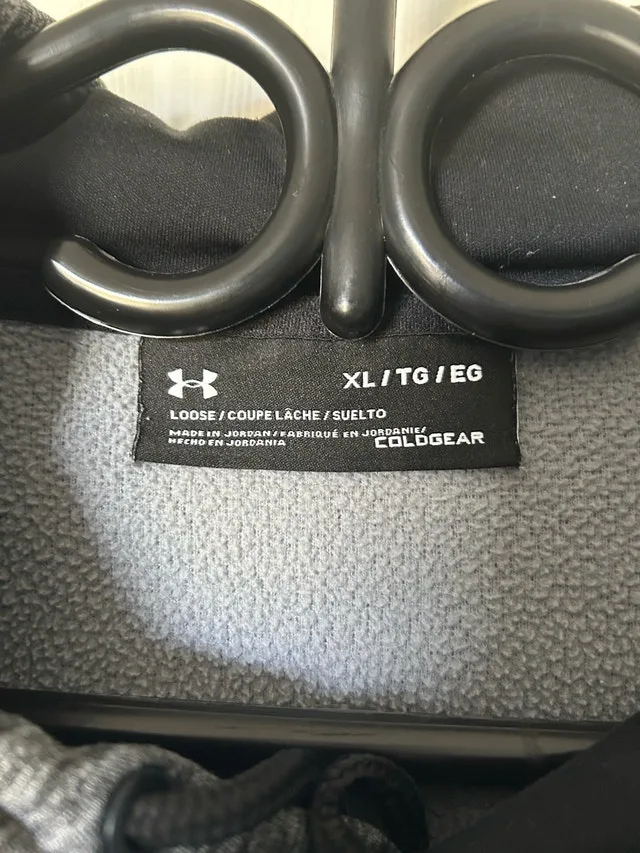 XL / TG / EG
LOOSE / COUPE LÂCHE / SUELTO
MADE IN JORDAN / FABRIQUÉ EN JORDANIE /
HECHO EN JORDANIA
COLDGEAR